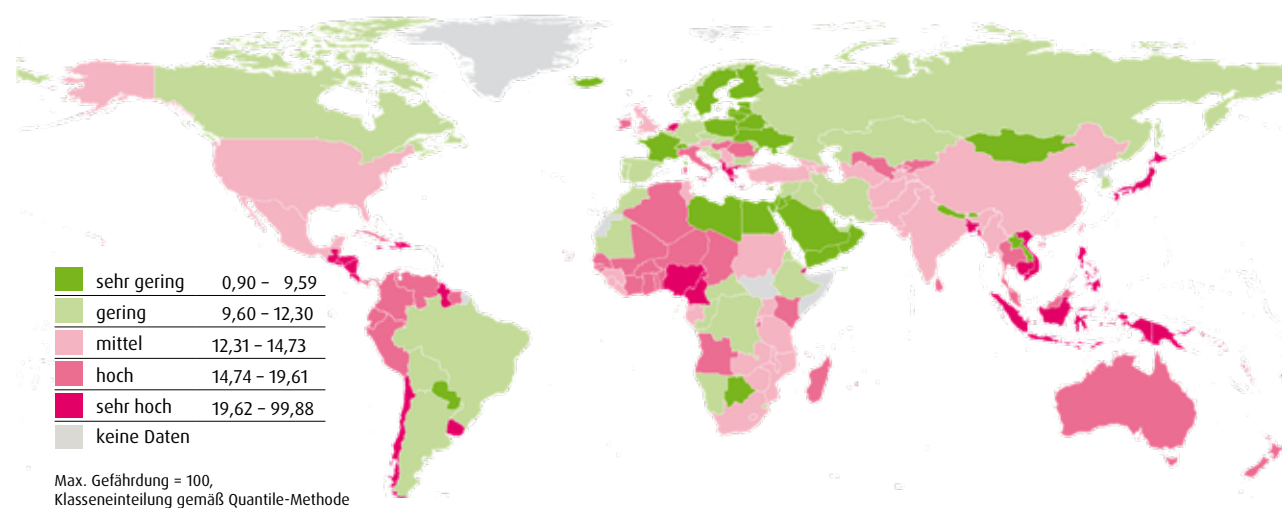 sehr gering 0,90 – 9,59
gering 9,60 – 12,30
mittel 12,31 – 14,73
hoch 14,74 – 19,61
sehr hoch 19,62 – 99,88
keine Daten
Max. Gefährdung = 100,
Klasseneinteilung gemäß Quantile-Methode